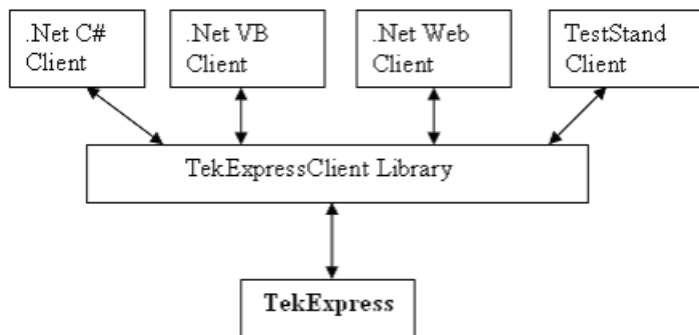 .Net C#
Client
.Net VB
Client
.Net Web
Client
TestStand
Client
TekExpressClient Library
TekExpress